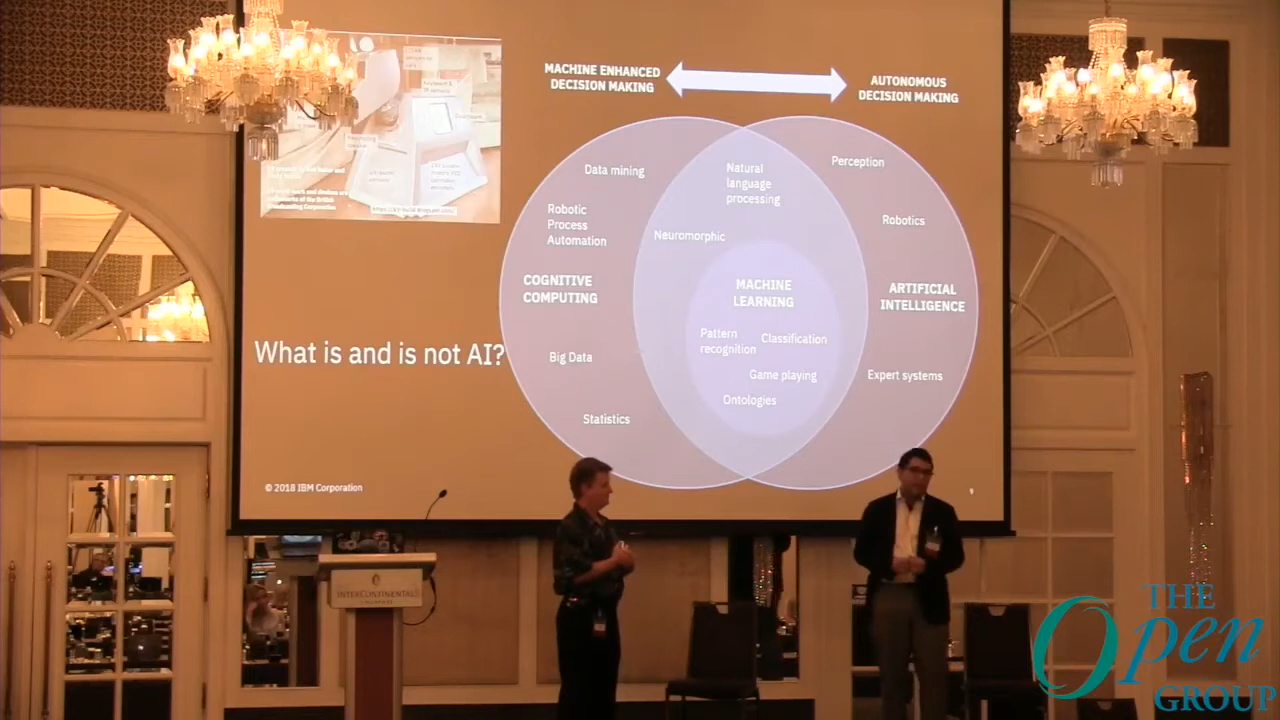 MACHINE ENHANCED
DECISION MAKING
AUTONOMOUS
DECISION MAKING
Data mining
Robotic
Process
Automation
COGNITIVE
COMPUTING
Big Data
Statistics
Natural
language
processing
Neuromorphic
MACHINE
LEARNING
Pattern
recognition
Classification
Game playing
Ontologies
Perception
Robotics
ARTIFICIAL
INTELLIGENCE
Expert systems
What is and is not AI?
© 2018 IBM Corporation
9
INTERCONTINENTAL
THE
Open
GROUP